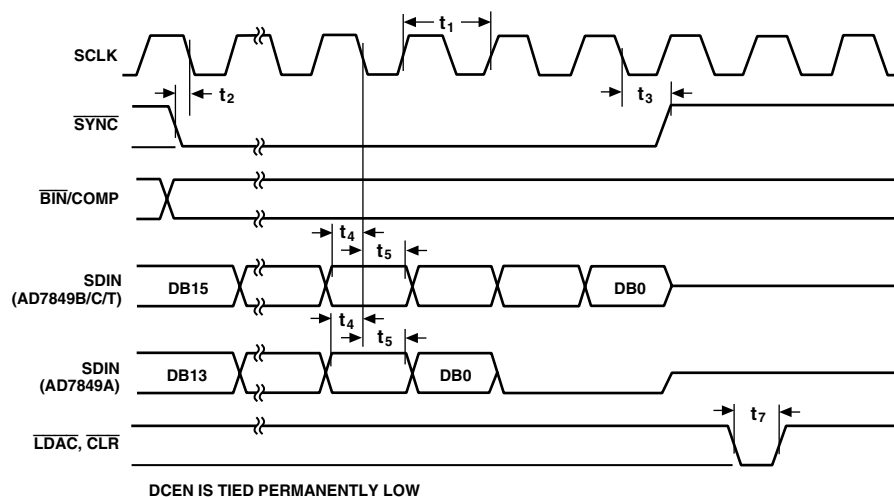 t1
SCLK
t2
t3
SYNC
BIN/COMP
t4
t5
SDIN
(AD7849B/C/T)
DB15
DB0
t4
t5
SDIN
(AD7849A)
DB13
DB0
t7
LDAC, CLR
DCEN IS TIED PERMANENTLY LOW